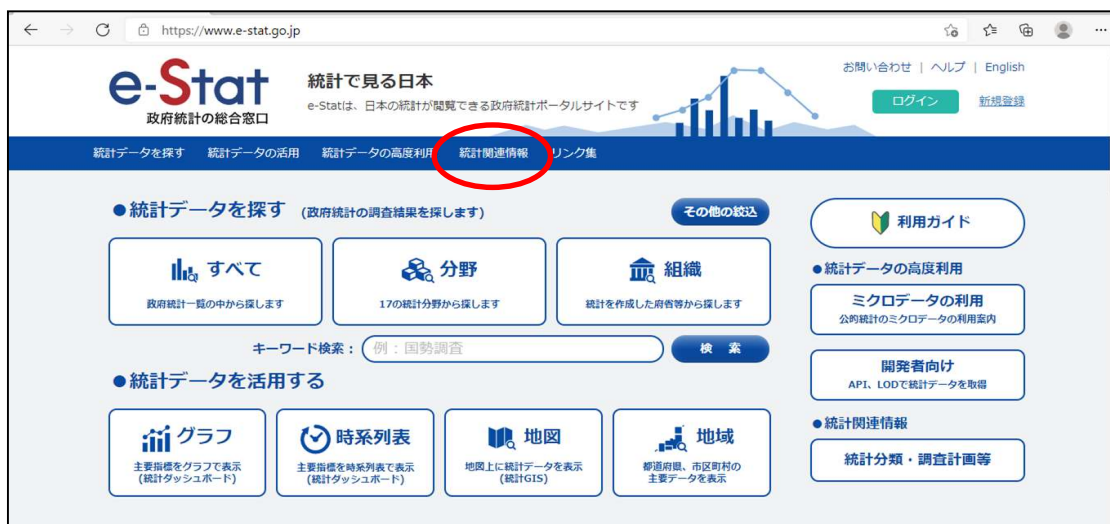 https://www.e-stat.go.jp
e-Stat
政府統計の総合窓口
統計で見る日本
e-Statは、日本の統計が閲覧できる政府統計ポータルサイトです
お問い合わせ | ヘルプ | English
ログイン
新規登録
統計データを探す 統計データの活用 統計データの高度利用 統計関連情報 リンク集
●統計データを探す (政府統計の調査結果を探します)
その他の絞込
すべて
政府統計一覧の中から探します
分野
17の統計分野から探します
組織
統計を作成した府省等から探します
キーワード検索: 例:国勢調査
検 索
●統計データを活用する
グラフ
主要指標をグラフで表示
(統計ダッシュボード)
時系列表
主要指標を時系列表で表示
(統計ダッシュボード)
地図
地図上に統計データを表示
(統計GIS)
地域
都道府県、市区町村の
主要データを表示
利用ガイド
●統計データの高度利用
ミクロデータの利用
公的統計のミクロデータの利用案内
開発者向け
API、LODで統計データを取得
●統計関連情報
統計分類・調査計画等